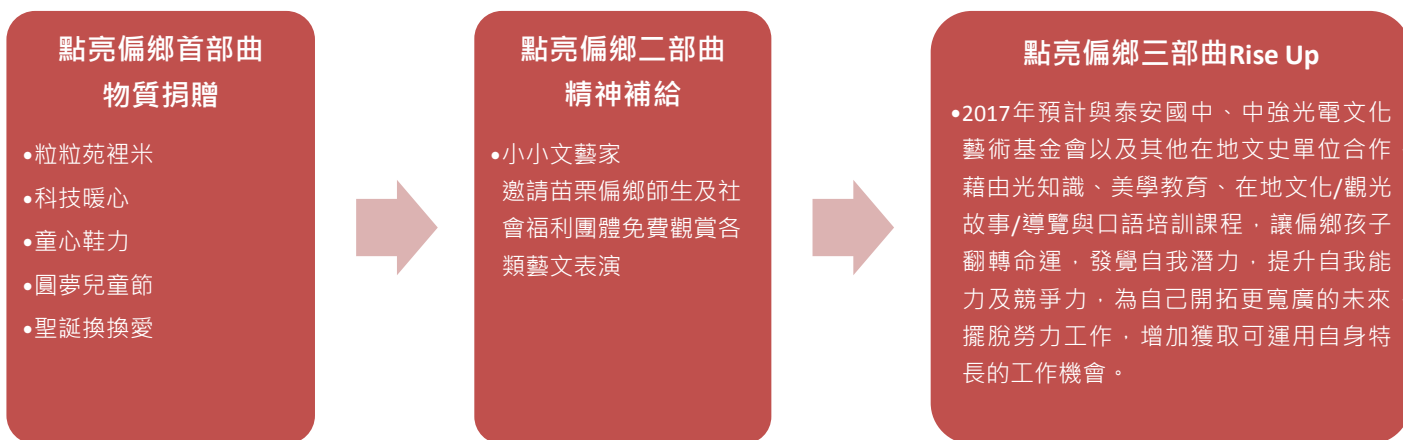 點亮偏鄉首部曲
物質捐贈
•粒粒苑裡米
•科技暖心
•童心鞋力
•圓夢兒童節
•聖誕換換愛
點亮偏鄉二部曲
精神補給
•小小文藝家
邀請苗栗偏鄉師生及社
會福利團體免費觀賞各
類藝文表演
點亮偏鄉三部曲Rise Up
•2017年預計與泰安國中、中強光電文化
藝術基金會以及其他在地文史單位合作
藉由光知識、美學教育、在地文化/觀光
故事/導覽與口語培訓課程，讓偏鄉孩子
翻轉命運，發覺自我潛力，提升自我能
力及競爭力，為自己開拓更寬廣的未來
擺脫勞力工作，增加獲取可運用自身特
長的工作機會。